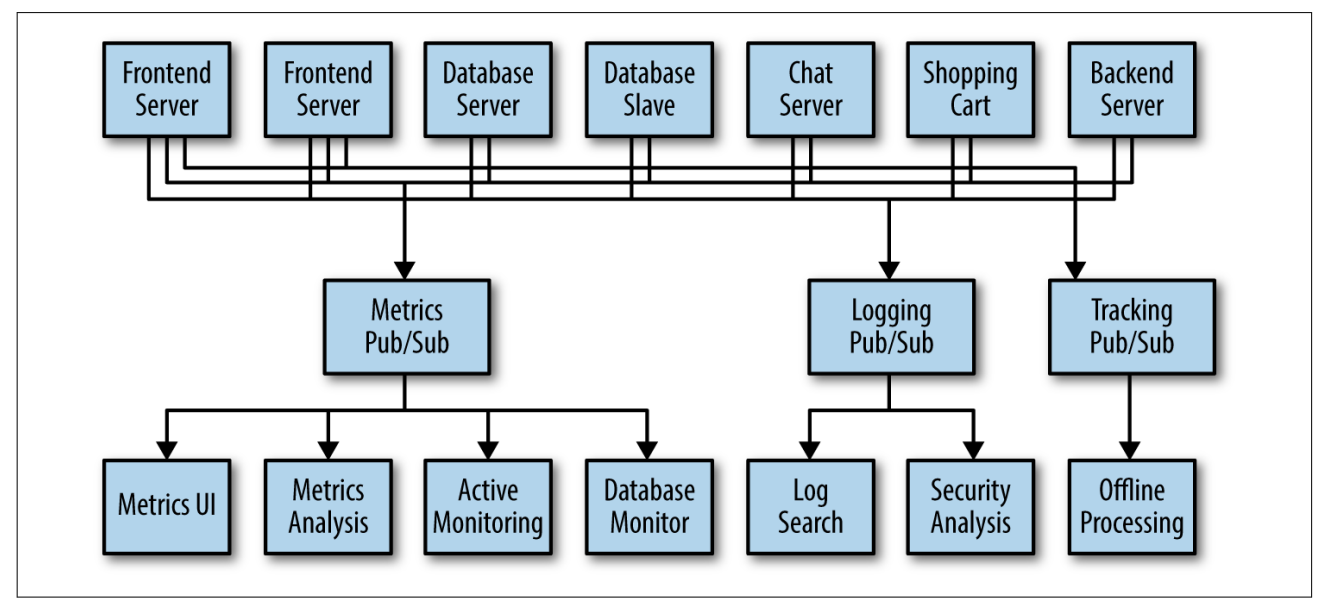 Frontend
Server
Frontend
Server
Database
Server
Database
Slave
Chat
Server
Shopping
Cart
Backend
Server
Metrics
Pub/Sub
Logging
Pub/Sub
Tracking
Pub/Sub
Metrics UI
Metrics
Analysis
Active
Monitoring
Database
Monitor
Log
Search
Security
Analysis
Offline
Processing